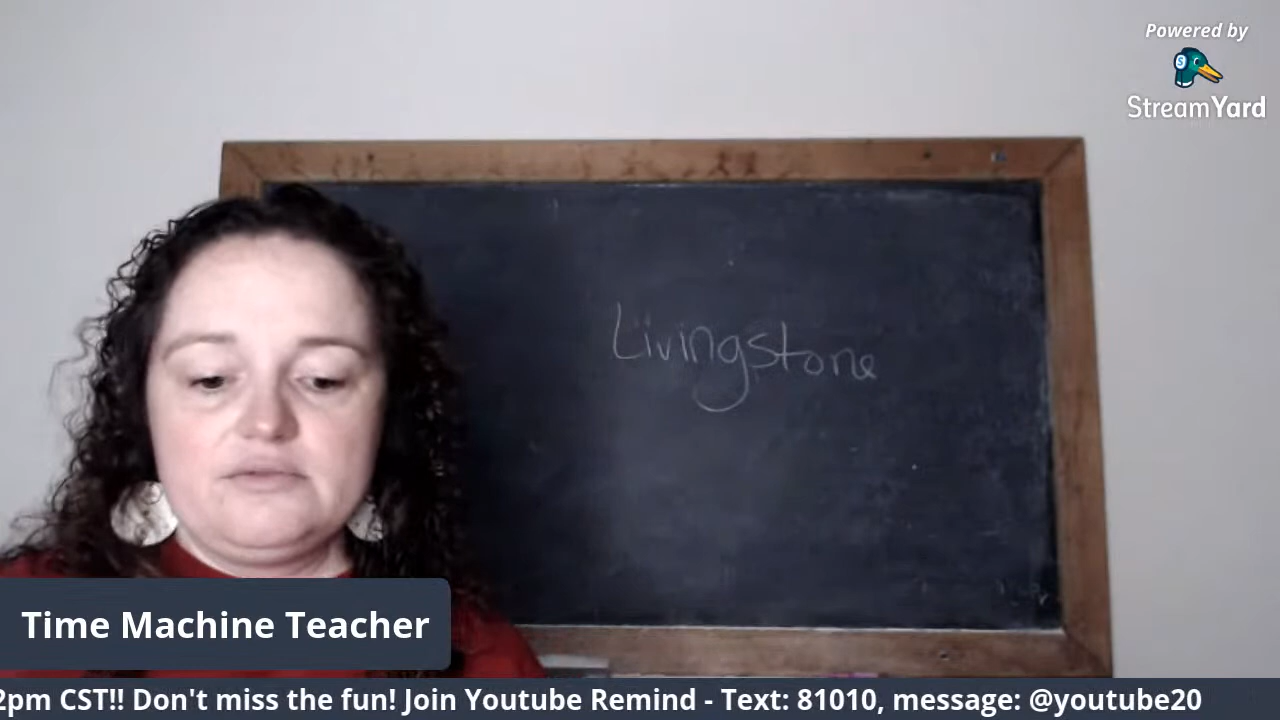 Powered by
StreamYard
Livingstone
Time Machine Teacher
2pm CST!! Don't miss the fun! Join Youtube Remind - Text: 81010, message: @youtube20